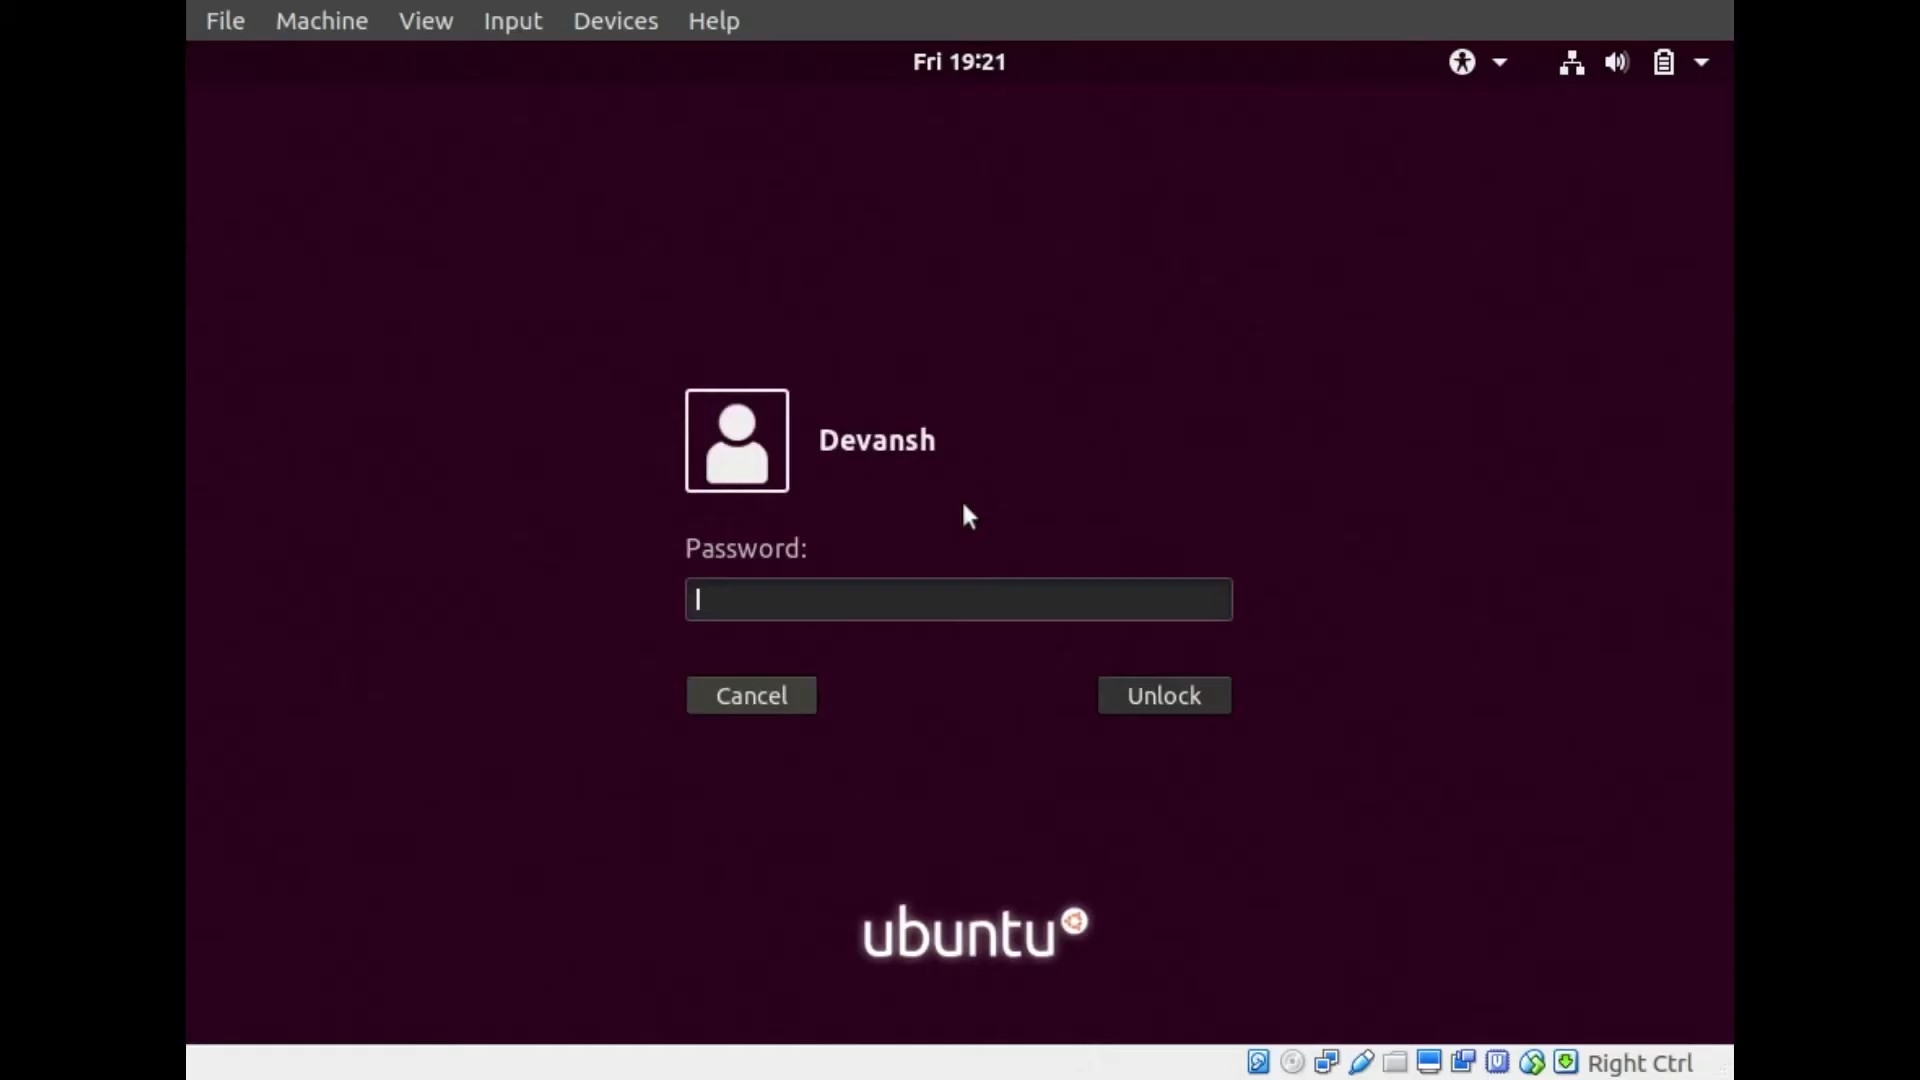 File Machine View Input Devices Help
Fri 19:21
Devansh
Password:
Cancel Unlock
ubuntu
Right Ctrl